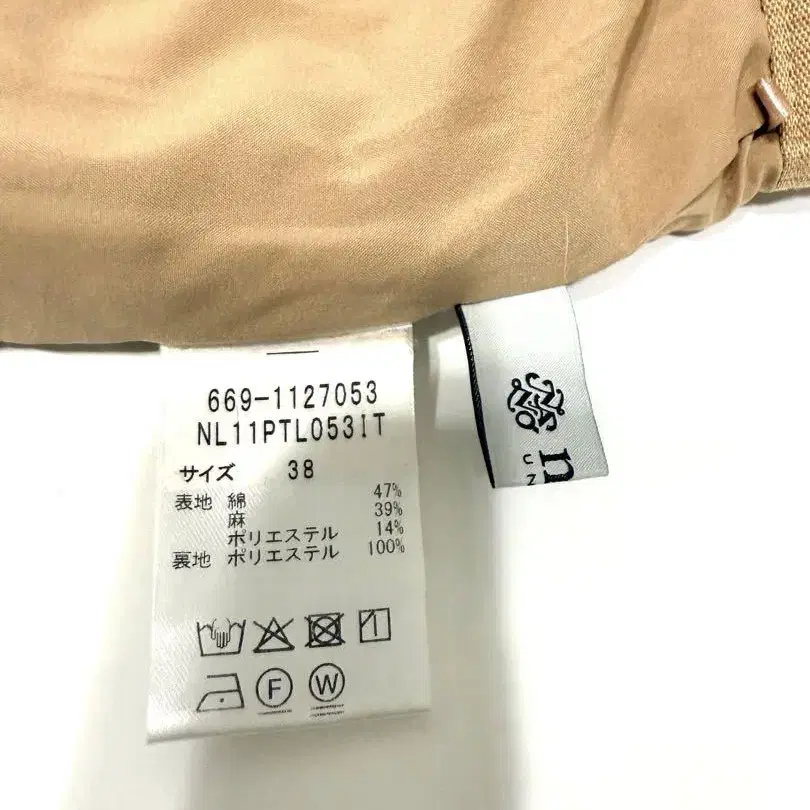 669-1127053
NL11PTL053IT
サイズ 38
表地 綿 47%
麻 39%
ポリエステル 14%
裏地 ポリエステル 100%
F W
n